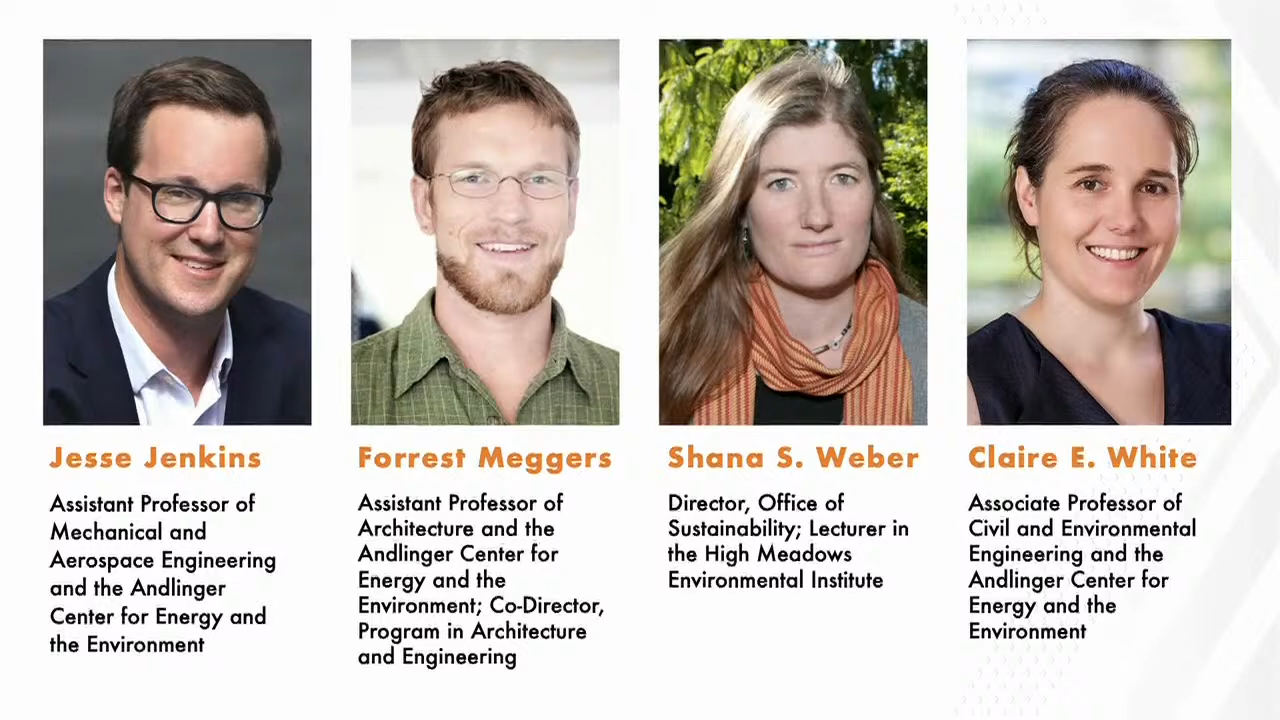 Jesse Jenkins
Assistant Professor of
Mechanical and
Aerospace Engineering
and the Andlinger
Center for Energy and
the Environment
Forrest Meggers
Assistant Professor of
Architecture and the
Andlinger Center for
Energy and the
Environment; Co-Director,
Program in Architecture
and Engineering
Shana S. Weber
Director, Office of
Sustainability; Lecturer in
the High Meadows
Environmental Institute
Claire E. White
Associate Professor of
Civil and Environmental
Engineering and the
Andlinger Center for
Energy and the
Environment